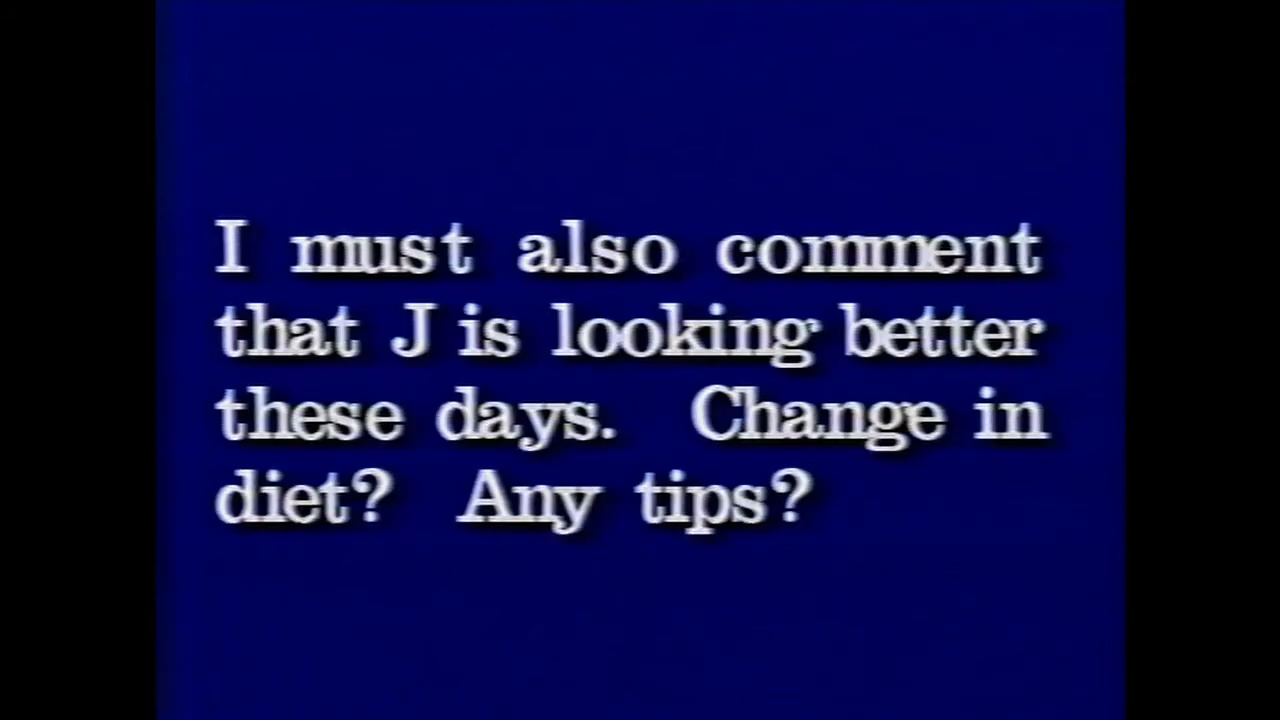 I must also comment
that J is looking better
these days. Change in
diet? Any tips?